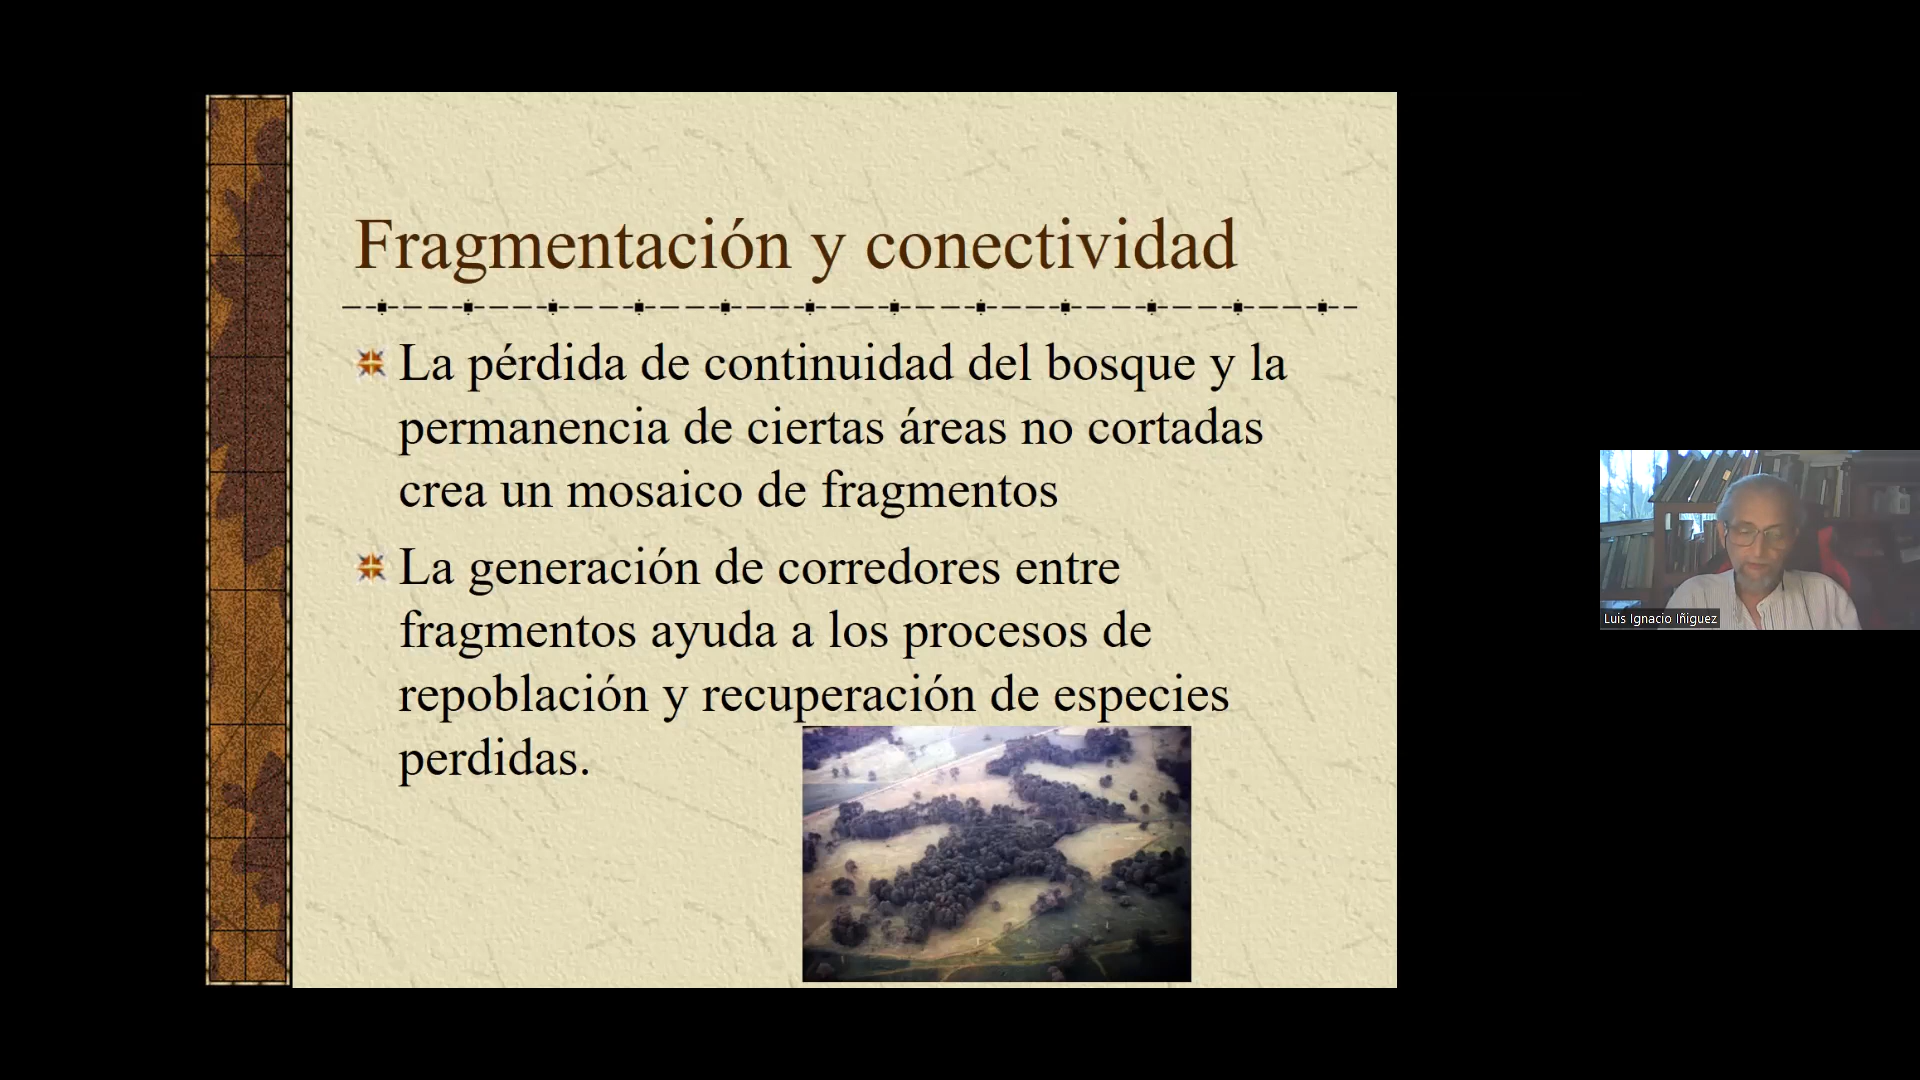 Fragmentación y conectividad
La pérdida de continuidad del bosque y la
permanencia de ciertas áreas no cortadas
crea un mosaico de fragmentos
La generación de corredores entre
fragmentos ayuda a los procesos de
repoblación y recuperación de especies
perdidas.
Luis Ignacio Iñiguez